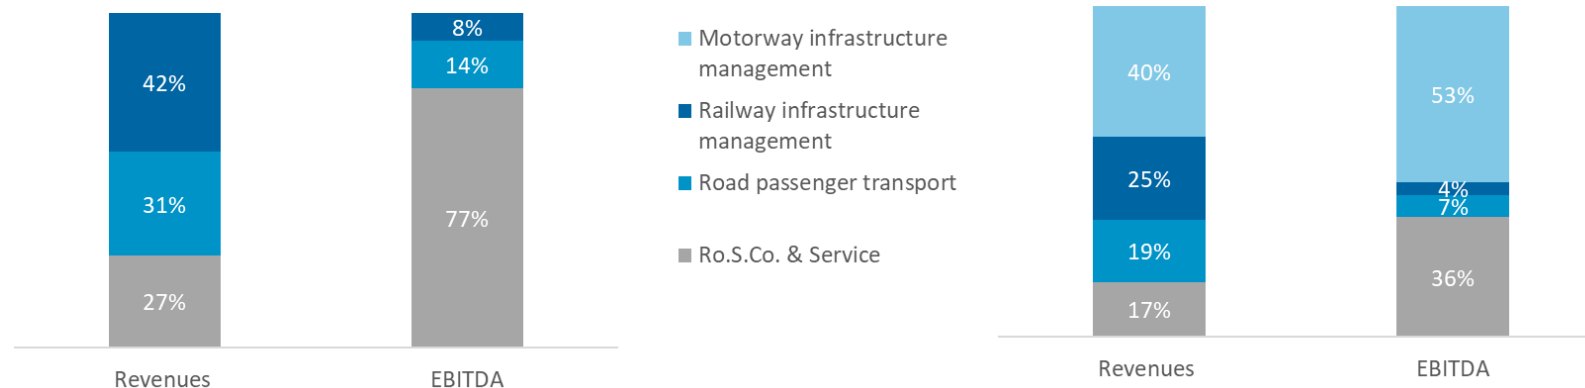 42%
31%
27%
8%
14%
77%
Revenues
EBITDA
Motorway infrastructure
management
Railway infrastructure
management
Road passenger transport
Ro.S.Co. & Service
40%
25%
19%
17%
53%
4%
7%
36%
Revenues
EBITDA